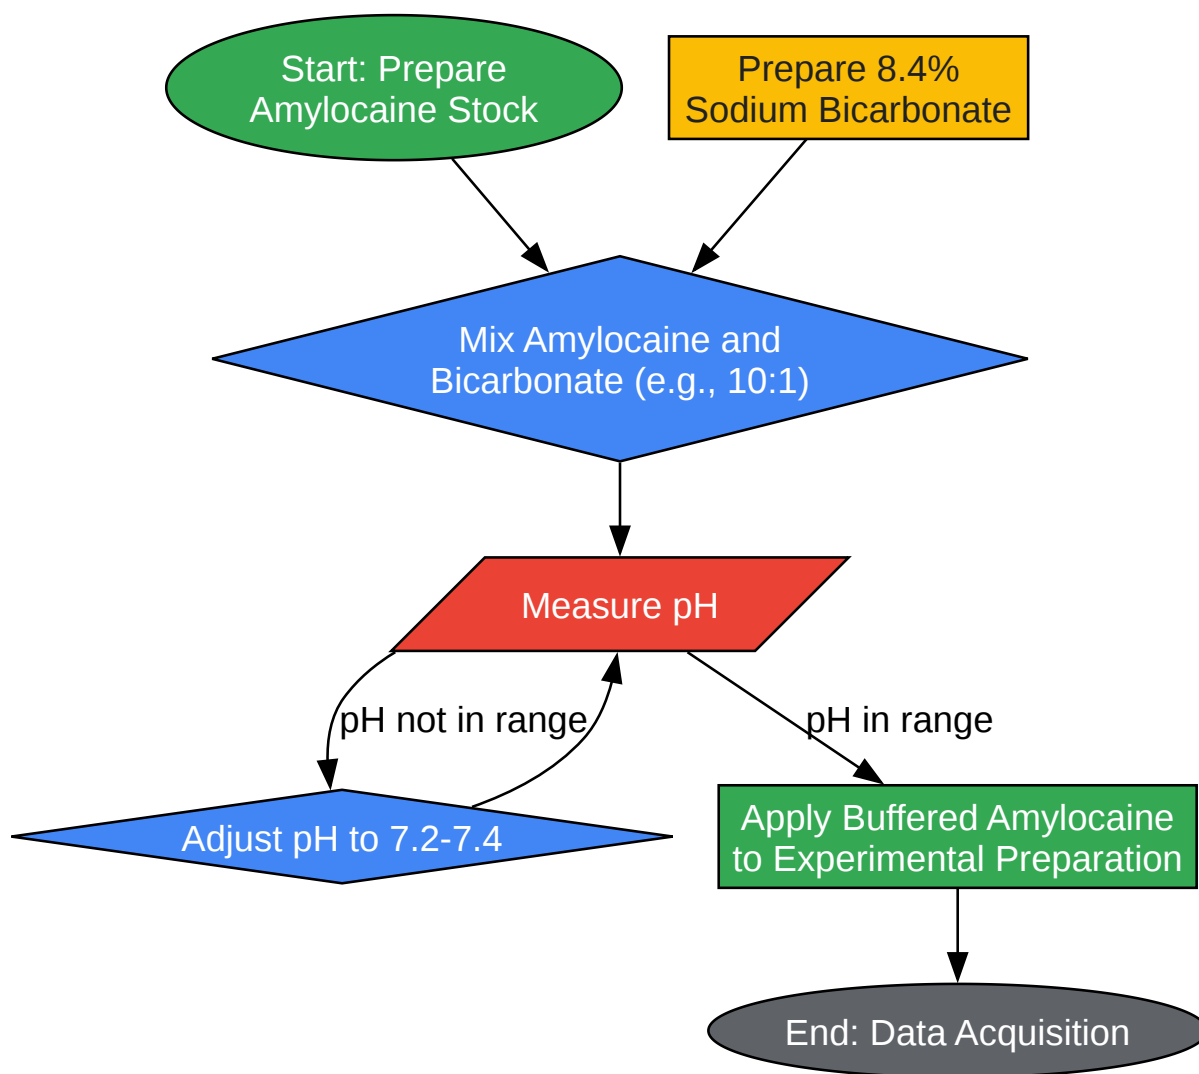 Start: Prepare
Amylocaine Stock
Prepare 8.4%
Sodium Bicarbonate
Mix Amylocaine and
Bicarbonate (e.g., 10:1)
Measure pH
pH not in range
pH in range
Adjust pH to 7.2-7.4
Apply Buffered Amylocaine
to Experimental Preparation
End: Data Acquisition